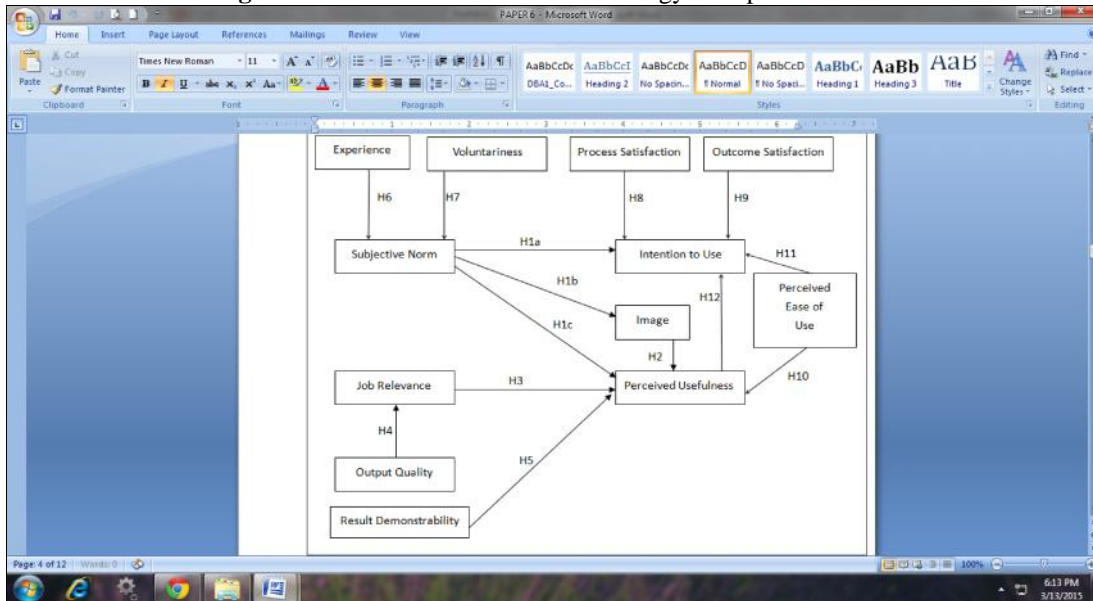 PAPER 6 - Microsoft Word
Home Insert Page Layout References Mailings Review View
Cut
Copy
Format Painter
Paste
Clipboard
Times New Roman 11
Font
Paragraph
AaBbCcDc AaBbCcI AaBbCcDc AaBbCcD AaBbCcD AaBbC AaBb AaB
DBA1_Co... Heading 2 No Spacin... ¶ Normal ¶ No Spaci... Heading 1 Heading 3 Title
Change Styles
Styles
Find
Replace
Select
Editing
Experience
Voluntariness
Process Satisfaction
Outcome Satisfaction
H6
H7
H8
H9
Subjective Norm
H1a
Intention to Use
H11
H1b
H12
Perceived
Ease of
Use
H1c
Image
H2
Job Relevance
H3
Perceived Usefulness
H10
H4
H5
Output Quality
Result Demonstrability
Page: 4 of 12 Words: 0
100%
6:13 PM
3/13/2015